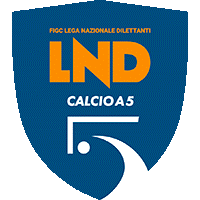 FIGC LEGA NAZIONALE DILETTANTI
LND
CALCIO A 5